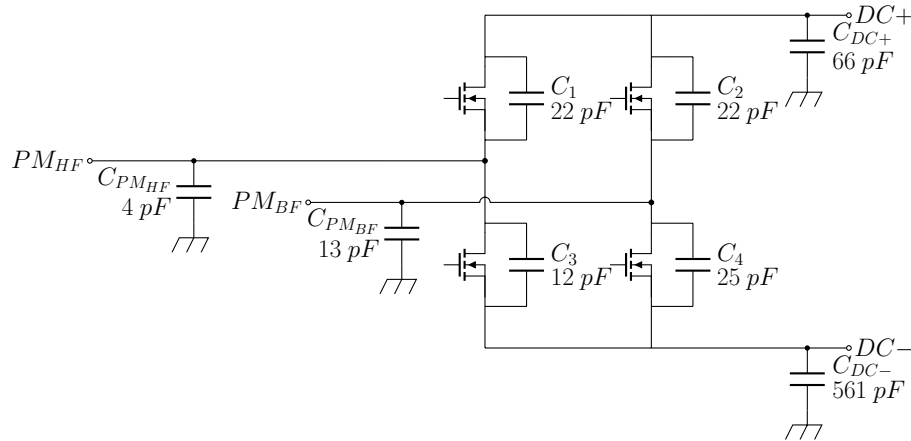 DC+
C_{DC+}
66 pF
C_1
22 pF
C_2
22 pF
PM_{HF}
C_{PM_{HF}}
4 pF
PM_{BF}
C_{PM_{BF}}
13 pF
C_3
12 pF
C_4
25 pF
DC−
C_{DC−}
561 pF